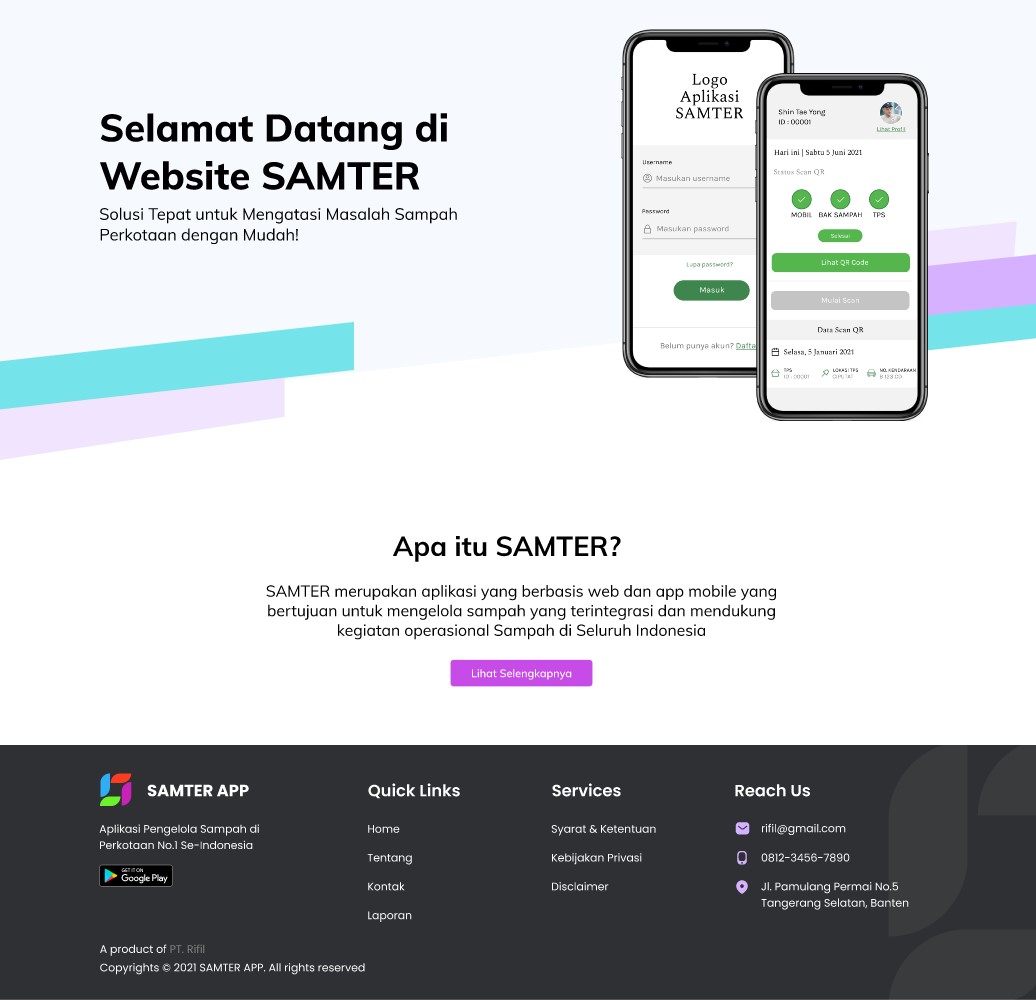 Selamat Datang di
Website SAMTER
Solusi Tepat untuk Mengatasi Masalah Sampah
Perkotaan dengan Mudah!
Logo
Aplikasi
SAMTER
Username
Masukan username
Password
Masukan password
Lupa password?
Masuk
Belum punya akun? Dafta
Shin Tae Yong
ID : 00001
Lihat Profil
Hari ini | Sabtu 5 Juni 2021
Status Scan QR
MOBIL BAK SAMPAH TPS
Selesai
Lihat QR Code
Mulai Scan
Data Scan QR
Selasa, 5 Januari 2021
TPS
ID : 00001
LOKASI TPS
CIPUTAT
NO. KENDARAAN
B 123 CD
Apa itu SAMTER?
SAMTER merupakan aplikasi yang berbasis web dan app mobile yang
bertujuan untuk mengelola sampah yang terintegrasi dan mendukung
kegiatan operasional Sampah di Seluruh Indonesia
Lihat Selengkapnya
SAMTER APP
Aplikasi Pengelola Sampah di
Perkotaan No.1 Se-Indonesia
GET IT ON
Google Play
Quick Links
Home
Tentang
Kontak
Laporan
Services
Syarat & Ketentuan
Kebijakan Privasi
Disclaimer
Reach Us
rifil@gmail.com
0812-3456-7890
Jl. Pamulang Permai No.5
Tangerang Selatan, Banten
A product of PT. Rifil
Copyrights © 2021 SAMTER APP. All rights reserved